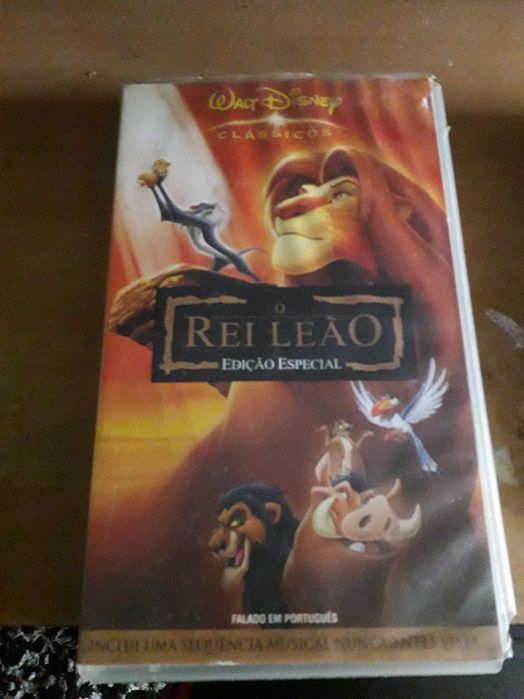 WALT DISNEY
CLÁSSICOS
O
REI LEÃO
EDIÇÃO ESPECIAL
FALADO EM PORTUGUÊS
INCLUI UMA SEQUÊNCIA MUSICAL NUNCA ANTES VISTA